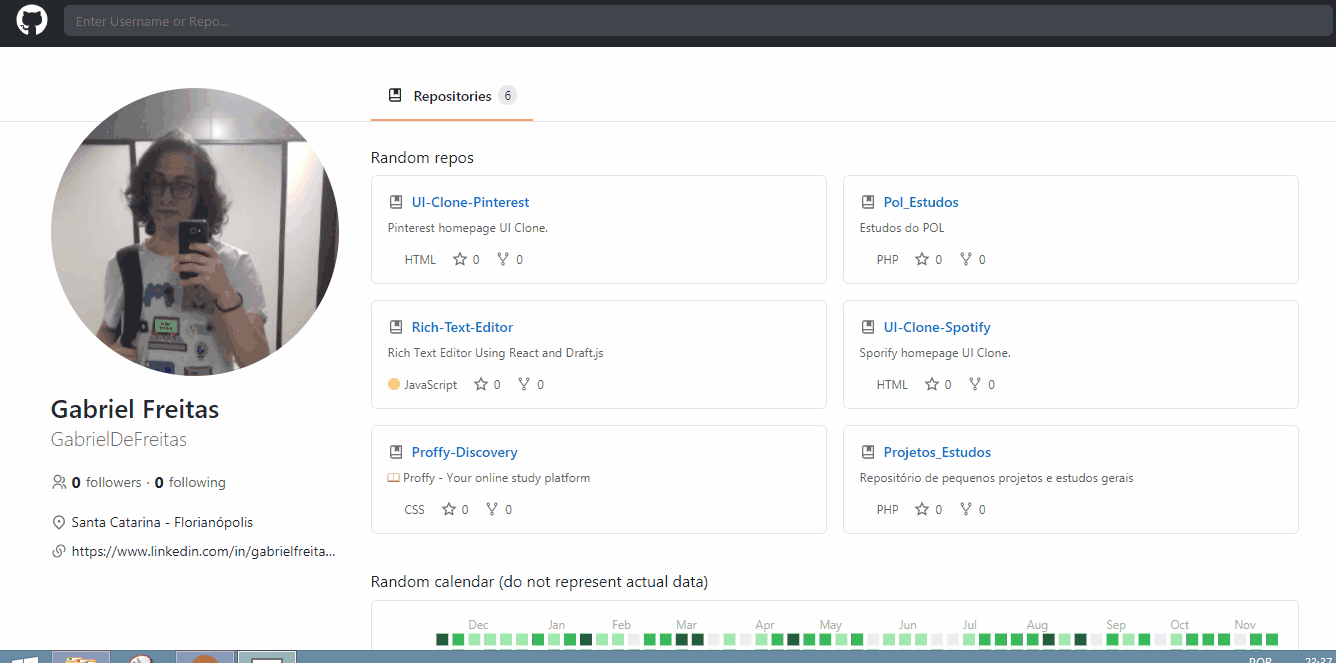 Enter Username or Repo...
Repositories 6
Random repos
UI-Clone-Pinterest
Pinterest homepage UI Clone.
HTML 0 0
Pol_Estudos
Estudos do POL
PHP 0 0
Rich-Text-Editor
Rich Text Editor Using React and Draft.js
JavaScript 0 0
UI-Clone-Spotify
Sporify homepage UI Clone.
HTML 0 0
Proffy-Discovery
Proffy - Your online study platform
CSS 0 0
Projetos_Estudos
Repositório de pequenos projetos e estudos gerais
PHP 0 0
Gabriel Freitas
GabrielDeFreitas
0 followers · 0 following
Santa Catarina - Florianópolis
https://www.linkedin.com/in/gabrielfreita...
Random calendar (do not represent actual data)
Dec Jan Feb Mar Apr May Jun Jul Aug Sep Oct Nov
POR 23:37